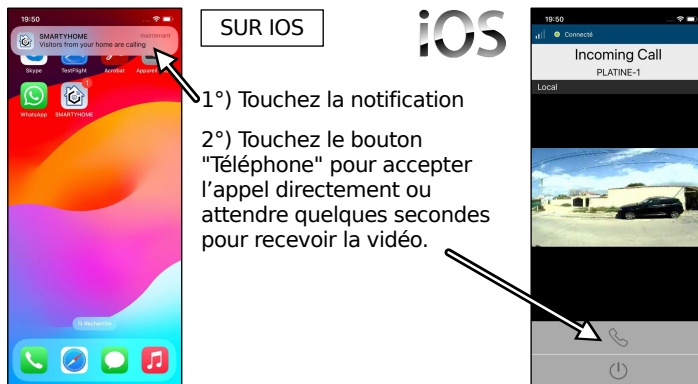 19:50
SMARTYHOME
maintenant
Visitors from your home are calling
Skype
TestFlight
Acrobat
WhatsApp
1
SMARTYHOME
Recherche
SUR IOS
iOS
1°) Touchez la notification
2°) Touchez le bouton
"Téléphone" pour accepter
l’appel directement ou
attendre quelques secondes
pour recevoir la vidéo.
19:50
Connecté
Incoming Call
PLATINE-1
Local